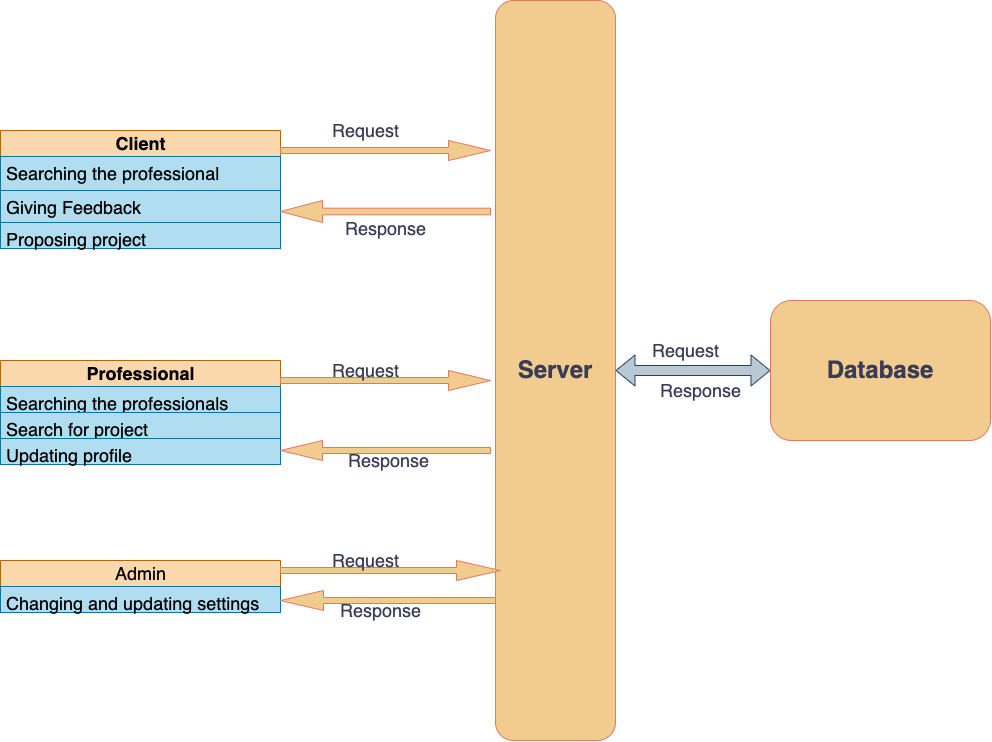 Client
Searching the professional
Giving Feedback
Proposing project
Request
Response
Professional
Searching the professionals
Search for project
Updating profile
Request
Response
Admin
Changing and updating settings
Request
Response
Server
Request
Response
Database